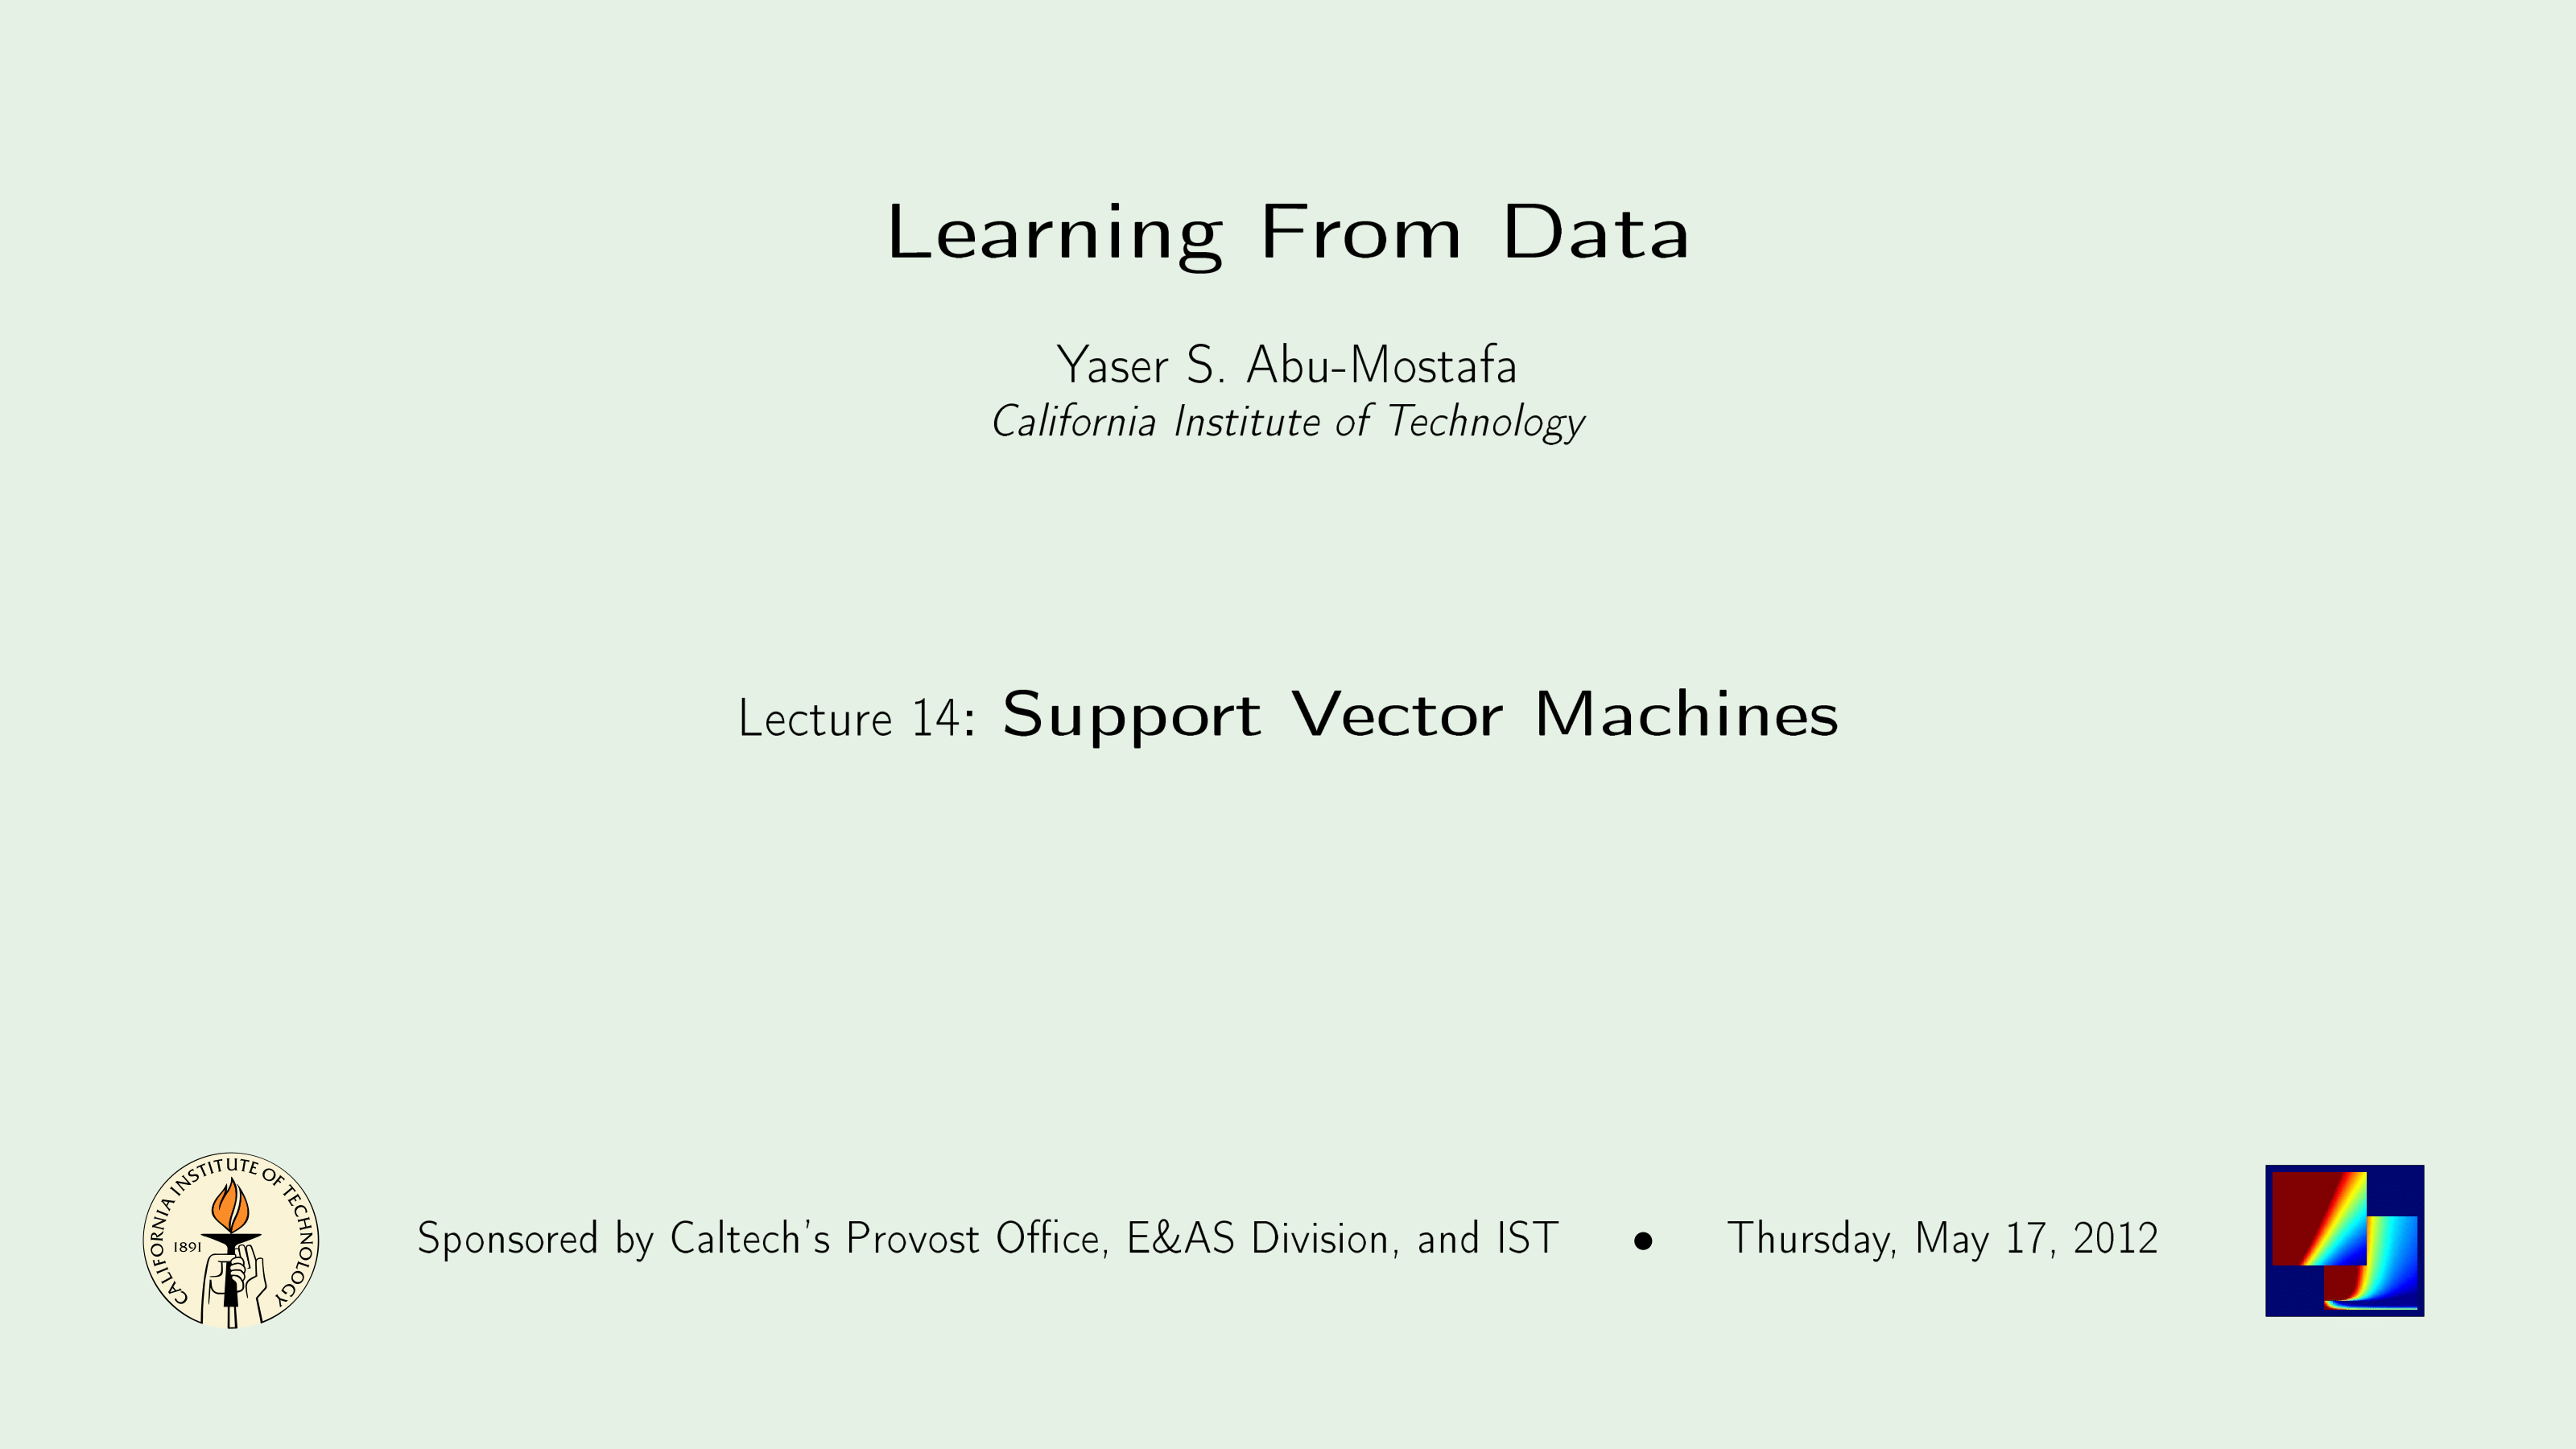 Learning From Data
Yaser S. Abu-Mostafa
California Institute of Technology
Lecture 14: Support Vector Machines
CALIFORNIA INSTITUTE OF TECHNOLOGY
1891
Sponsored by Caltech's Provost Office, E&AS Division, and IST • Thursday, May 17, 2012